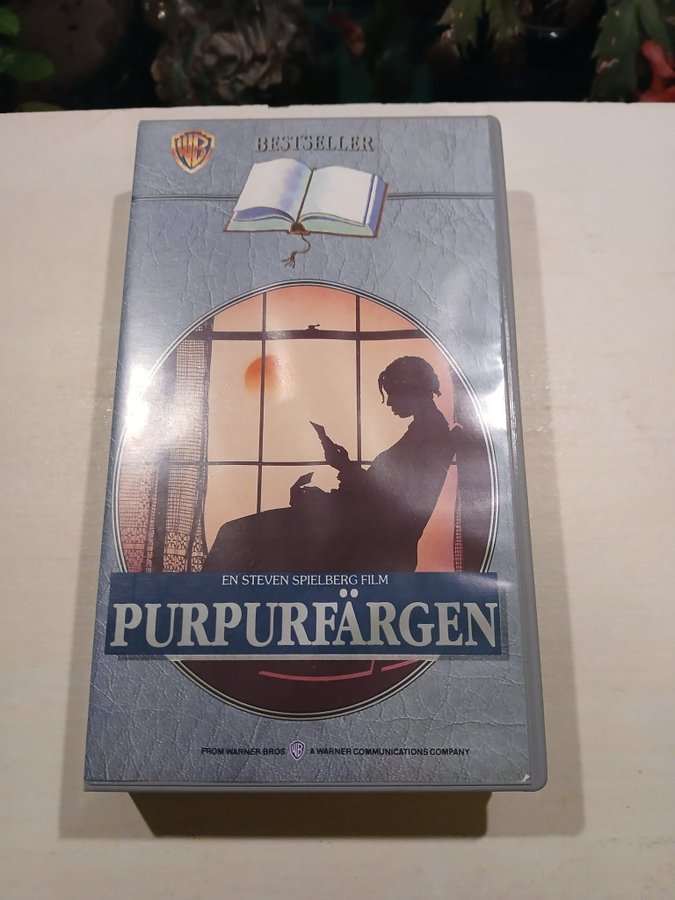 WB
BESTSELLER
EN STEVEN SPIELBERG FILM
PURPURFÄRGEN
FROM WARNER BROS WB A WARNER COMMUNICATIONS COMPANY